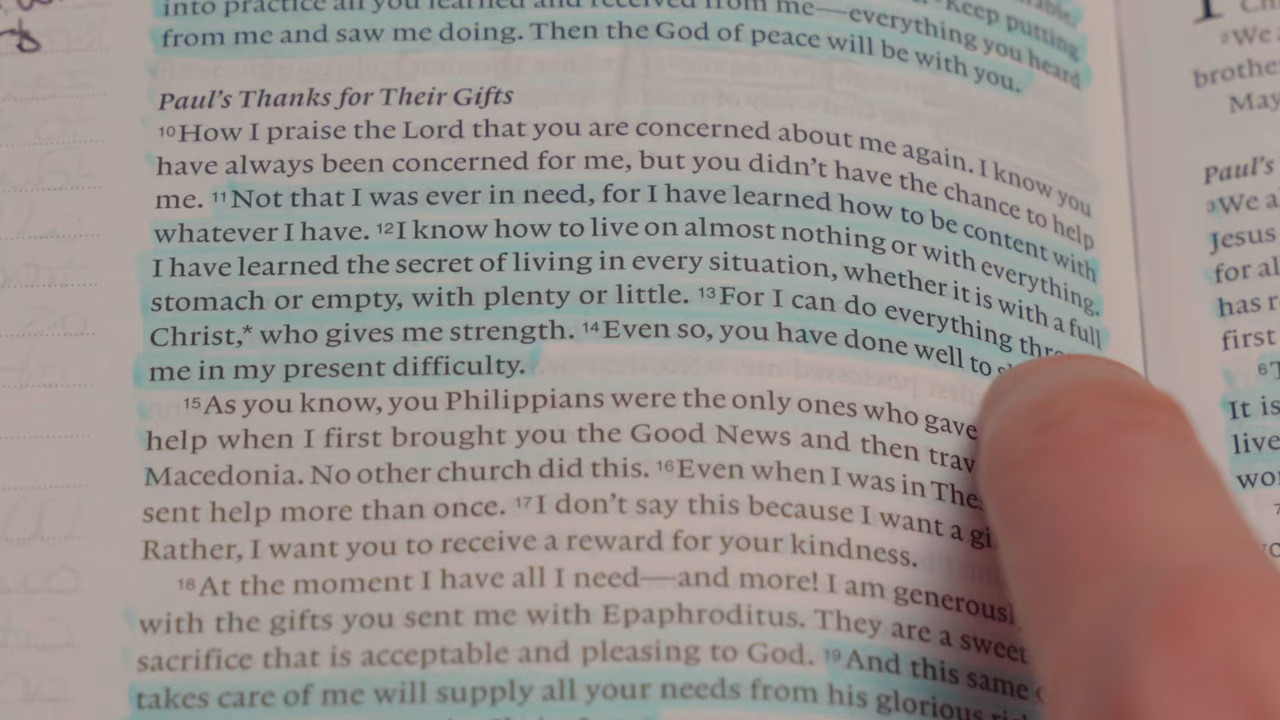 into practice all you learned and received from me—everything you heard
from me and saw me doing. Then the God of peace will be with you.
Keep putting
Paul's Thanks for Their Gifts
10How I praise the Lord that you are concerned about me again. I know you
have always been concerned for me, but you didn't have the chance to help
me. 11Not that I was ever in need, for I have learned how to be content with
whatever I have. 12I know how to live on almost nothing or with everything.
I have learned the secret of living in every situation, whether it is with a full
stomach or empty, with plenty or little. 13For I can do everything
Christ,* who gives me strength. 14Even so, you have done well to
me in my present difficulty.
15As you know, you Philippians were the only ones who gave
help when I first brought you the Good News and then
Macedonia. No other church did this. 16Even when I was in
sent help more than once. 17I don't say this because I want a
Rather, I want you to receive a reward for your kindness.
18At the moment I have all I need—and more! I am
with the gifts you sent me with Epaphroditus. They are a sweet
sacrifice that is acceptable and pleasing to God. 19And this same
takes care of me will supply all your needs from his glorious
We
brothe
May
Paul's
3We a
Jesus
for al
has r
first
6T
It is
live
wo